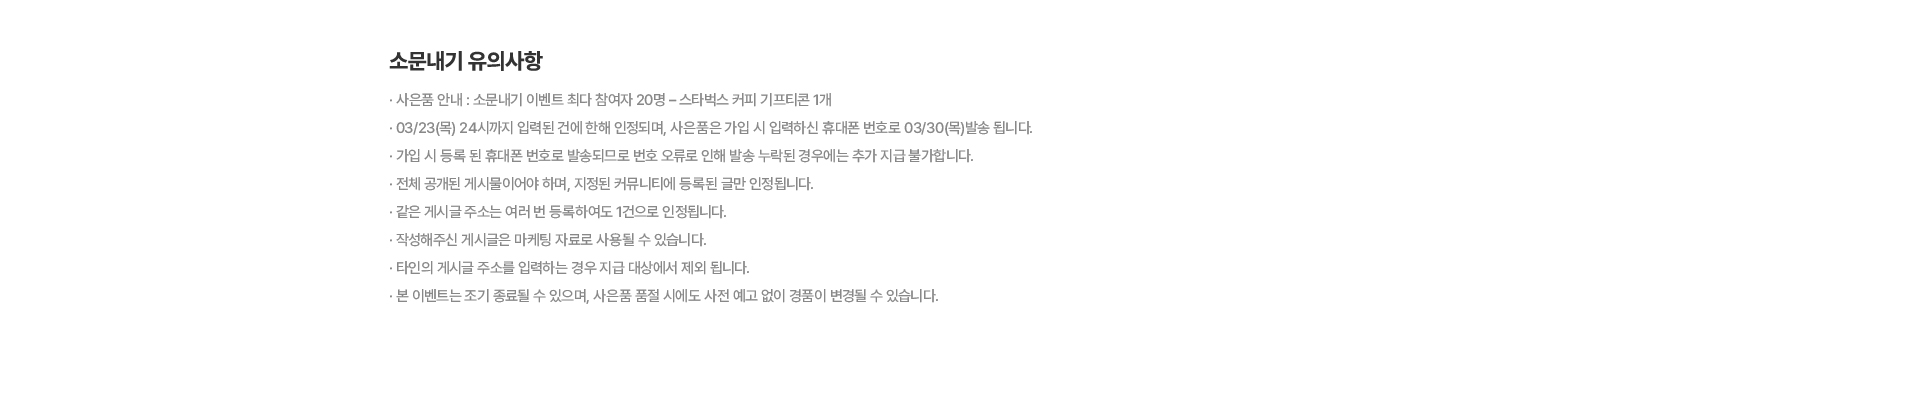 소문내기 유의사항
· 사은품 안내 : 소문내기 이벤트 최다 참여자 20명 – 스타벅스 커피 기프티콘 1개
· 03/23(목) 24시까지 입력된 건에 한해 인정되며, 사은품은 가입 시 입력하신 휴대폰 번호로 03/30(목)발송 됩니다.
· 가입 시 등록 된 휴대폰 번호로 발송되므로 번호 오류로 인해 발송 누락된 경우에는 추가 지급 불가합니다.
· 전체 공개된 게시물이어야 하며, 지정된 커뮤니티에 등록된 글만 인정됩니다.
· 같은 게시글 주소는 여러 번 등록하여도 1건으로 인정됩니다.
· 작성해주신 게시글은 마케팅 자료로 사용될 수 있습니다.
· 타인의 게시글 주소를 입력하는 경우 지급 대상에서 제외 됩니다.
· 본 이벤트는 조기 종료될 수 있으며, 사은품 품절 시에도 사전 예고 없이 경품이 변경될 수 있습니다.